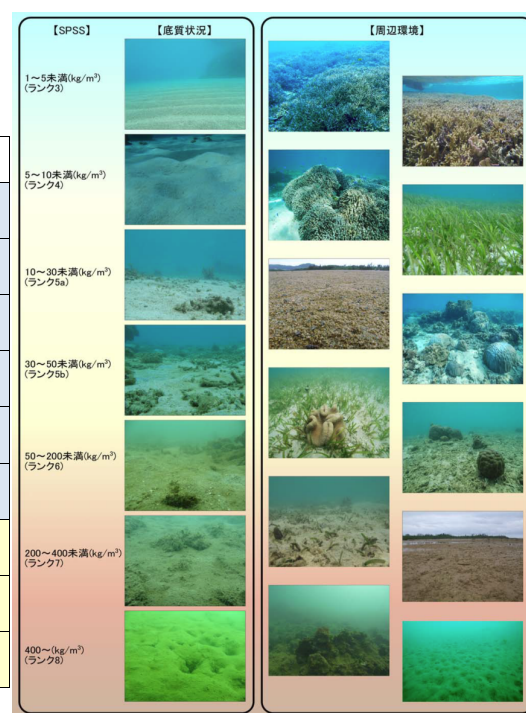 【SPSS】
【底質状況】
【周辺環境】
1～5未満(kg/m³)
(ランク3)
5～10未満(kg/m³)
(ランク4)
10～30未満(kg/m³)
(ランク5a)
30～50未満(kg/m³)
(ランク5b)
50～200未満(kg/m³)
(ランク6)
200～400未満(kg/m³)
(ランク7)
400～(kg/m³)
(ランク8)